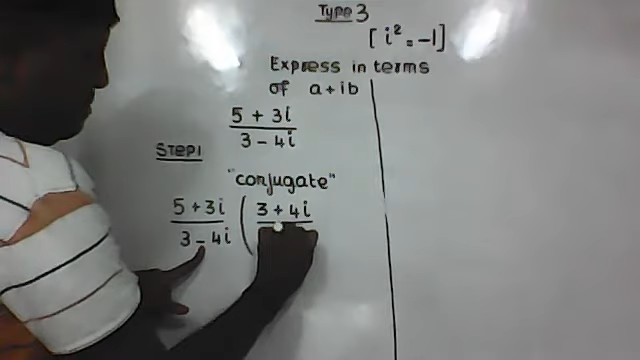 Type 3
[ i² = -1 ]
Express in terms
of a + ib
5 + 3i
3 - 4i
STEP1
"conjugate"
5 + 3i ( 3 + 4i
3 - 4i